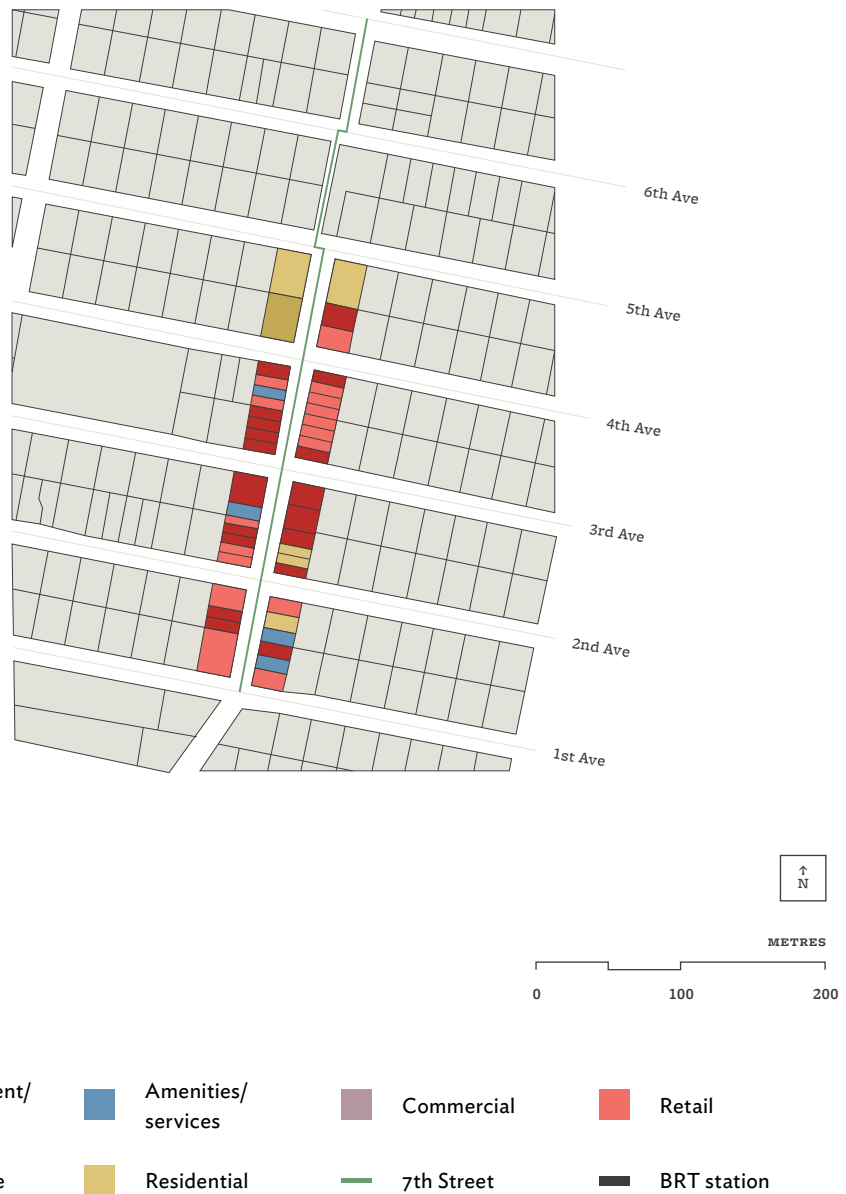 6th Ave
5th Ave
4th Ave
3rd Ave
2nd Ave
1st Ave
↑
N
METRES
0 100 200
ent/
Amenities/
services
Commercial
Retail
e
Residential
7th Street
BRT station